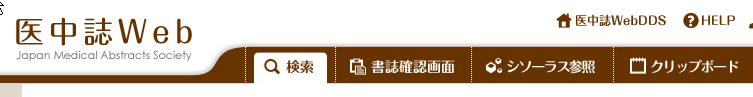 医中誌Web
Japan Medical Abstracts Society
医中誌WebDDS
HELP
検索
書誌確認画面
シソーラス参照
クリップボード